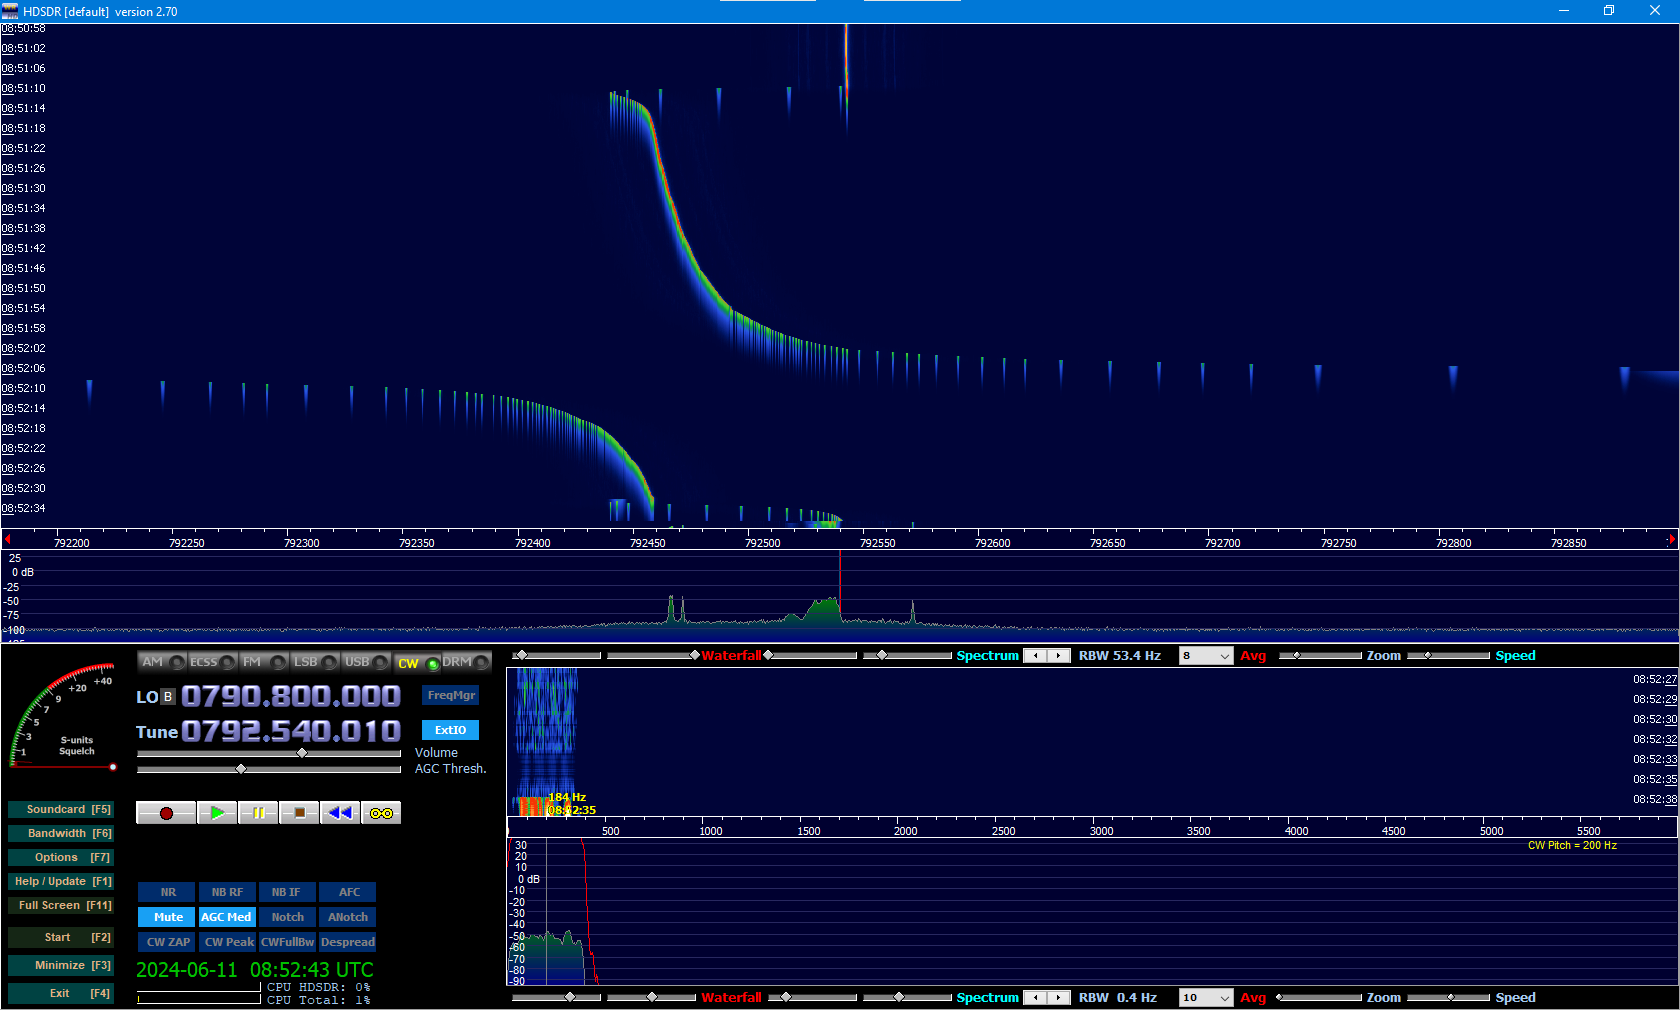 HDSDR [default]  version 2.70
08:50:58
08:51:02
08:51:06
08:51:10
08:51:14
08:51:18
08:51:22
08:51:26
08:51:30
08:51:34
08:51:38
08:51:42
08:51:46
08:51:50
08:51:54
08:51:58
08:52:02
08:52:06
08:52:10
08:52:14
08:52:18
08:52:22
08:52:26
08:52:30
08:52:34
792200 792250 792300 792350 792400 792450 792500 792550 792600 792650 792700 792750 792800 792850
25
0 dB
-25
-50
-75
-100
AM ECSS FM LSB USB CW DRM
Waterfall Spectrum RBW 53.4 Hz 8 Avg Zoom Speed
+40
+20
9
7
5
3
1
S-units
Squelch
LO B 0790.800.000 FreqMgr
Tune 0792.540.010 ExtIO
Volume
AGC Thresh.
Soundcard [F5]
Bandwidth [F6]
Options [F7]
Help / Update [F1]
Full Screen [F11]
Start [F2]
Minimize [F3]
Exit [F4]
NR NB RF NB IF AFC
Mute AGC Med Notch ANotch
CW ZAP CW Peak CWFullBw Despread
2024-06-11 08:52:43 UTC
CPU HDSDR: 0%
CPU Total: 1%
08:52:27
08:52:29
08:52:30
08:52:32
08:52:33
08:52:35
08:52:38
184 Hz
08:52:35
500 1000 1500 2000 2500 3000 3500 4000 4500 5000 5500
CW Pitch = 200 Hz
30
20
10
0 dB
-10
-20
-30
-40
-50
-60
-70
-80
-90
Waterfall Spectrum RBW 0.4 Hz 10 Avg Zoom Speed